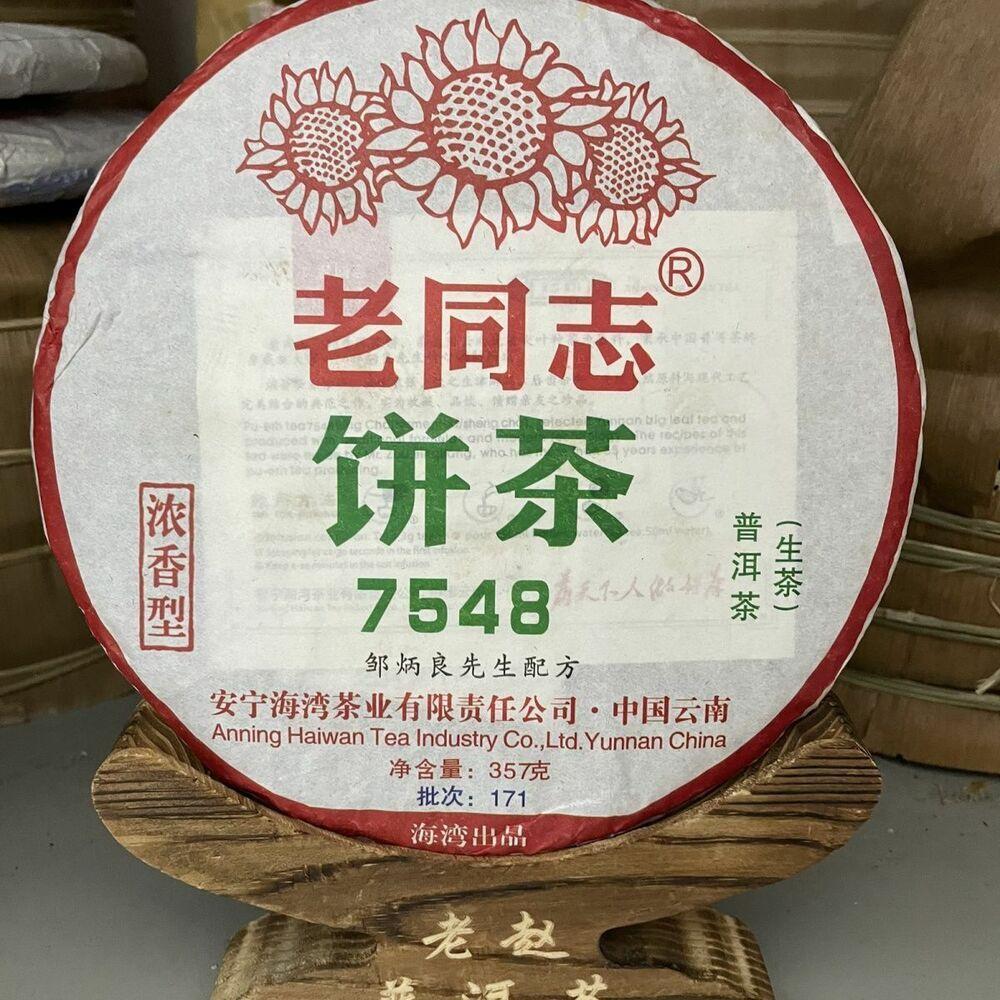 老同志®
饼茶
7548
浓香型
普洱茶
(生茶)
邹炳良先生配方
安宁海湾茶业有限责任公司·中国云南
Anning Haiwan Tea Industry Co.,Ltd.Yunnan China
净含量：357克
批次：171
海湾出品
老赵
普洱茶